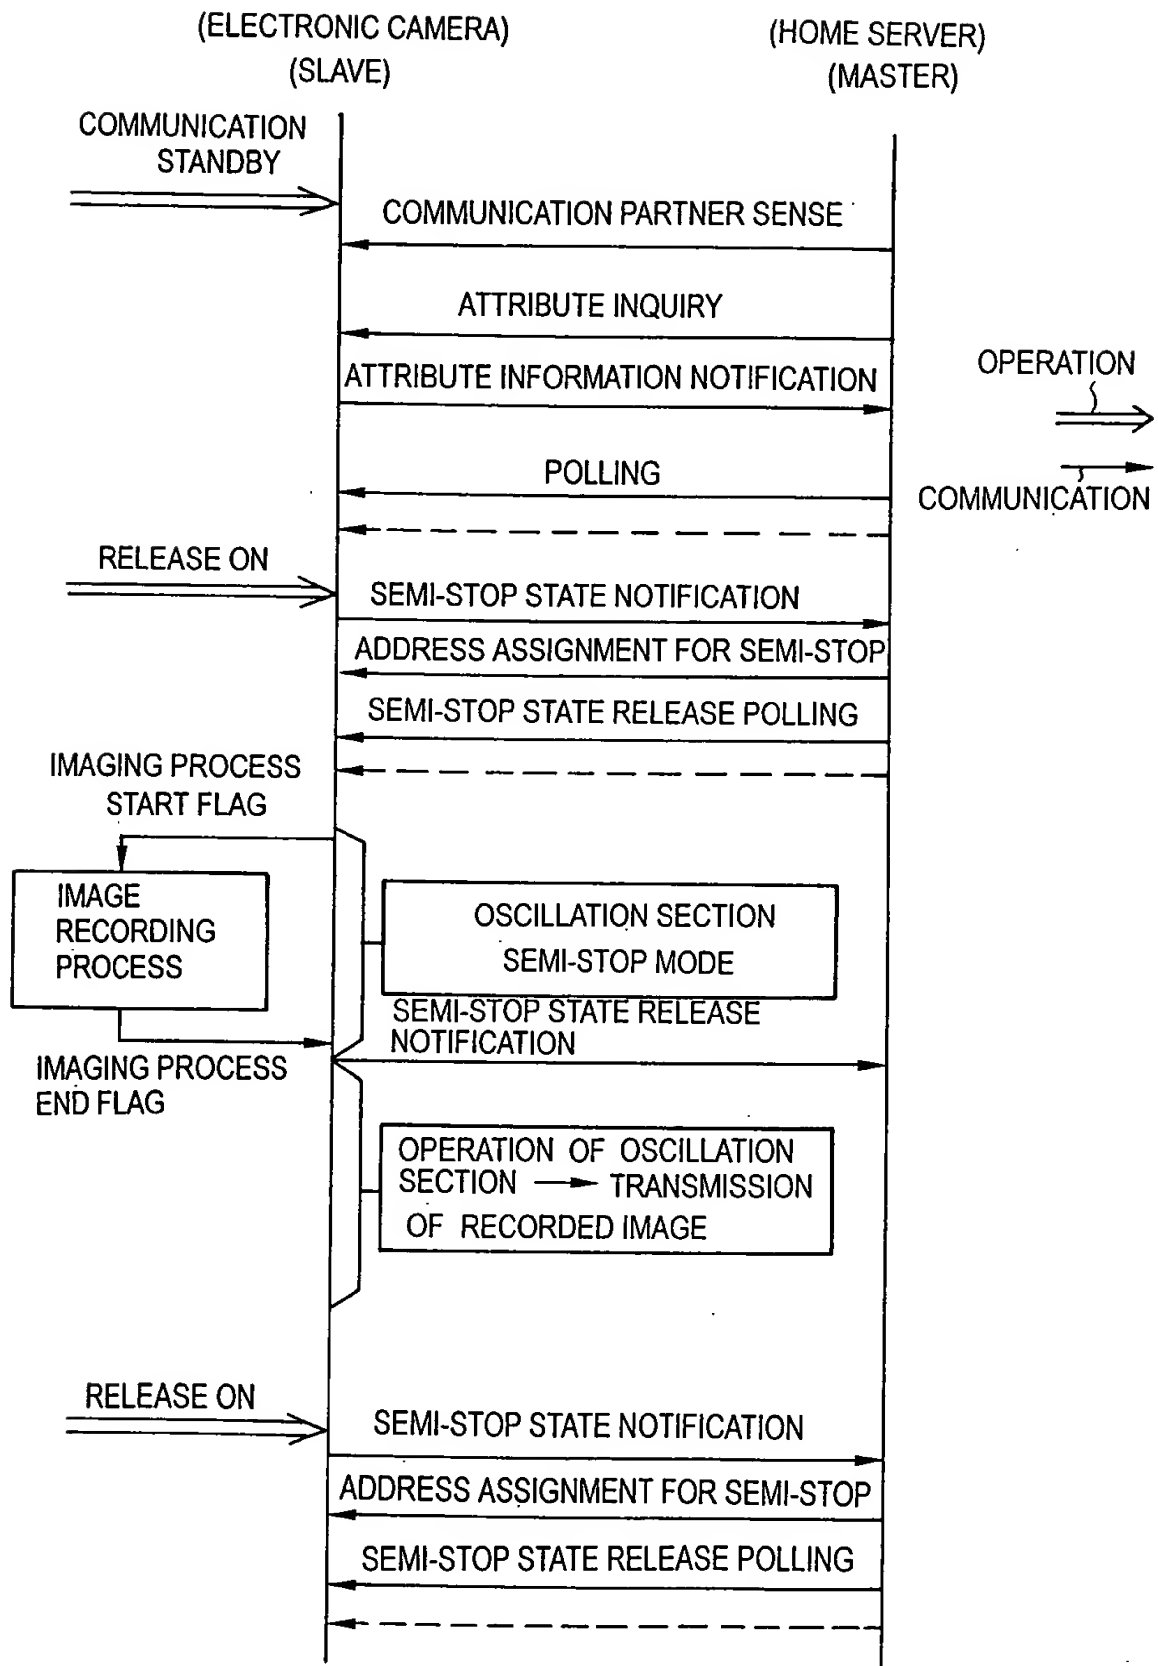 (ELECTRONIC CAMERA)
(SLAVE)
(HOME SERVER)
(MASTER)
COMMUNICATION
STANDBY
COMMUNICATION PARTNER SENSE
ATTRIBUTE INQUIRY
ATTRIBUTE INFORMATION NOTIFICATION
OPERATION
POLLING
COMMUNICATION
RELEASE ON
SEMI-STOP STATE NOTIFICATION
ADDRESS ASSIGNMENT FOR SEMI-STOP
SEMI-STOP STATE RELEASE POLLING
IMAGING PROCESS
START FLAG
IMAGE
RECORDING
PROCESS
OSCILLATION SECTION
SEMI-STOP MODE
SEMI-STOP STATE RELEASE
NOTIFICATION
IMAGING PROCESS
END FLAG
OPERATION OF OSCILLATION
SECTION → TRANSMISSION
OF RECORDED IMAGE
RELEASE ON
SEMI-STOP STATE NOTIFICATION
ADDRESS ASSIGNMENT FOR SEMI-STOP
SEMI-STOP STATE RELEASE POLLING